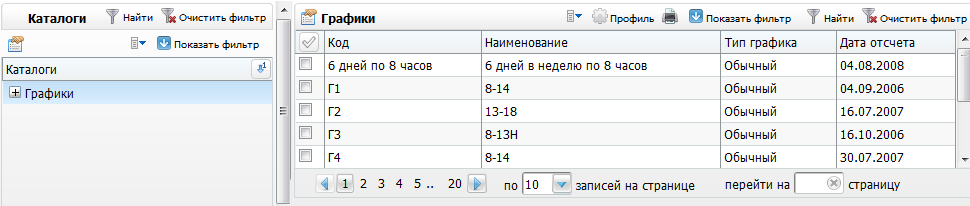 Каталоги Найти Очистить фильтр
Показать фильтр
Каталоги
Графики
Графики Профиль Показать фильтр Найти Очистить фильтр
Код Наименование Тип графика Дата отсчета
6 дней по 8 часов 6 дней в неделю по 8 часов Обычный 04.08.2008
Г1 8-14 Обычный 04.09.2006
Г2 13-18 Обычный 16.07.2007
Г3 8-13Н Обычный 16.10.2006
Г4 8-14 Обычный 30.07.2007
1 2 3 4 5 .. 20 по 10 записей на странице перейти на страницу